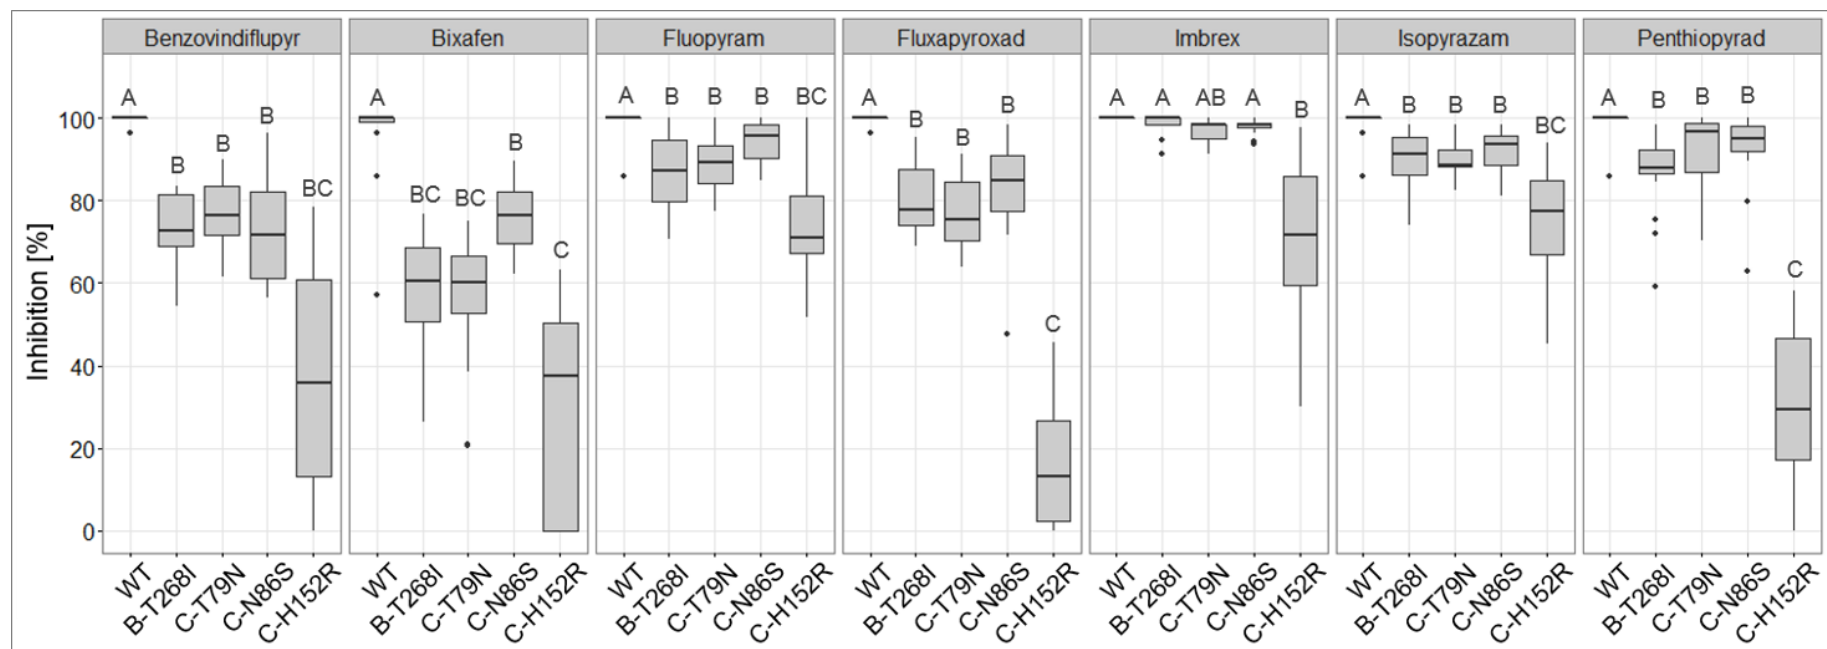 Benzovindiflupyr Bixafen Fluopyram Fluxapyroxad Imbrex Isopyrazam Penthiopyrad
Inhibition [%]
100
80
60
40
20
0
A B B B BC
A BC BC B C
A B B B BC
A B B B C
A A AB A B
A B B B BC
A B B B C
WT B-T268I C-T79N C-N86S C-H152R
WT B-T268I C-T79N C-N86S C-H152R
WT B-T268I C-T79N C-N86S C-H152R
WT B-T268I C-T79N C-N86S C-H152R
WT B-T268I C-T79N C-N86S C-H152R
WT B-T268I C-T79N C-N86S C-H152R
WT B-T268I C-T79N C-N86S C-H152R